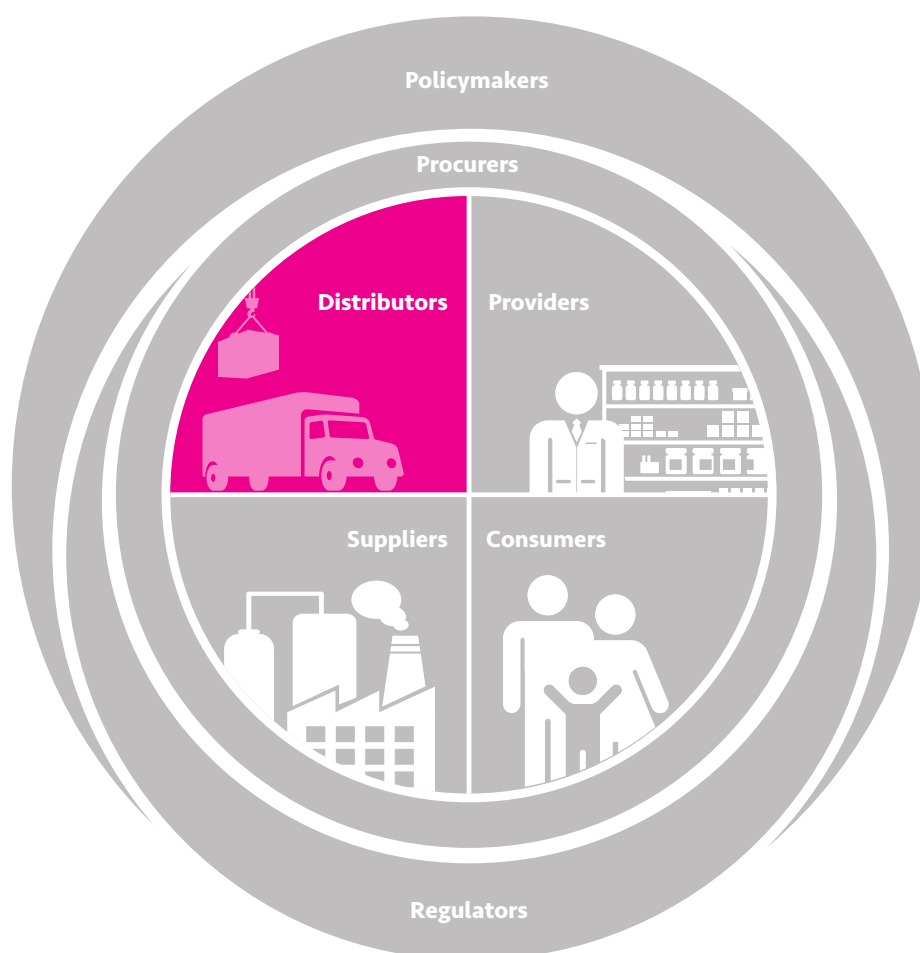 Policymakers
Procurers
Distributors
Providers
Suppliers
Consumers
Regulators